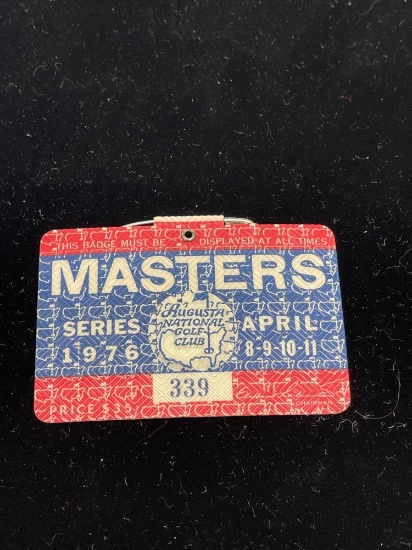 THIS BADGE MUST BE DISPLAYED AT ALL TIMES
MASTERS
SERIES
1976
Augusta
NATIONAL
GOLF
CLUB
APRIL
8-9-10-11
339
PRICE $35
CHAIRMAN